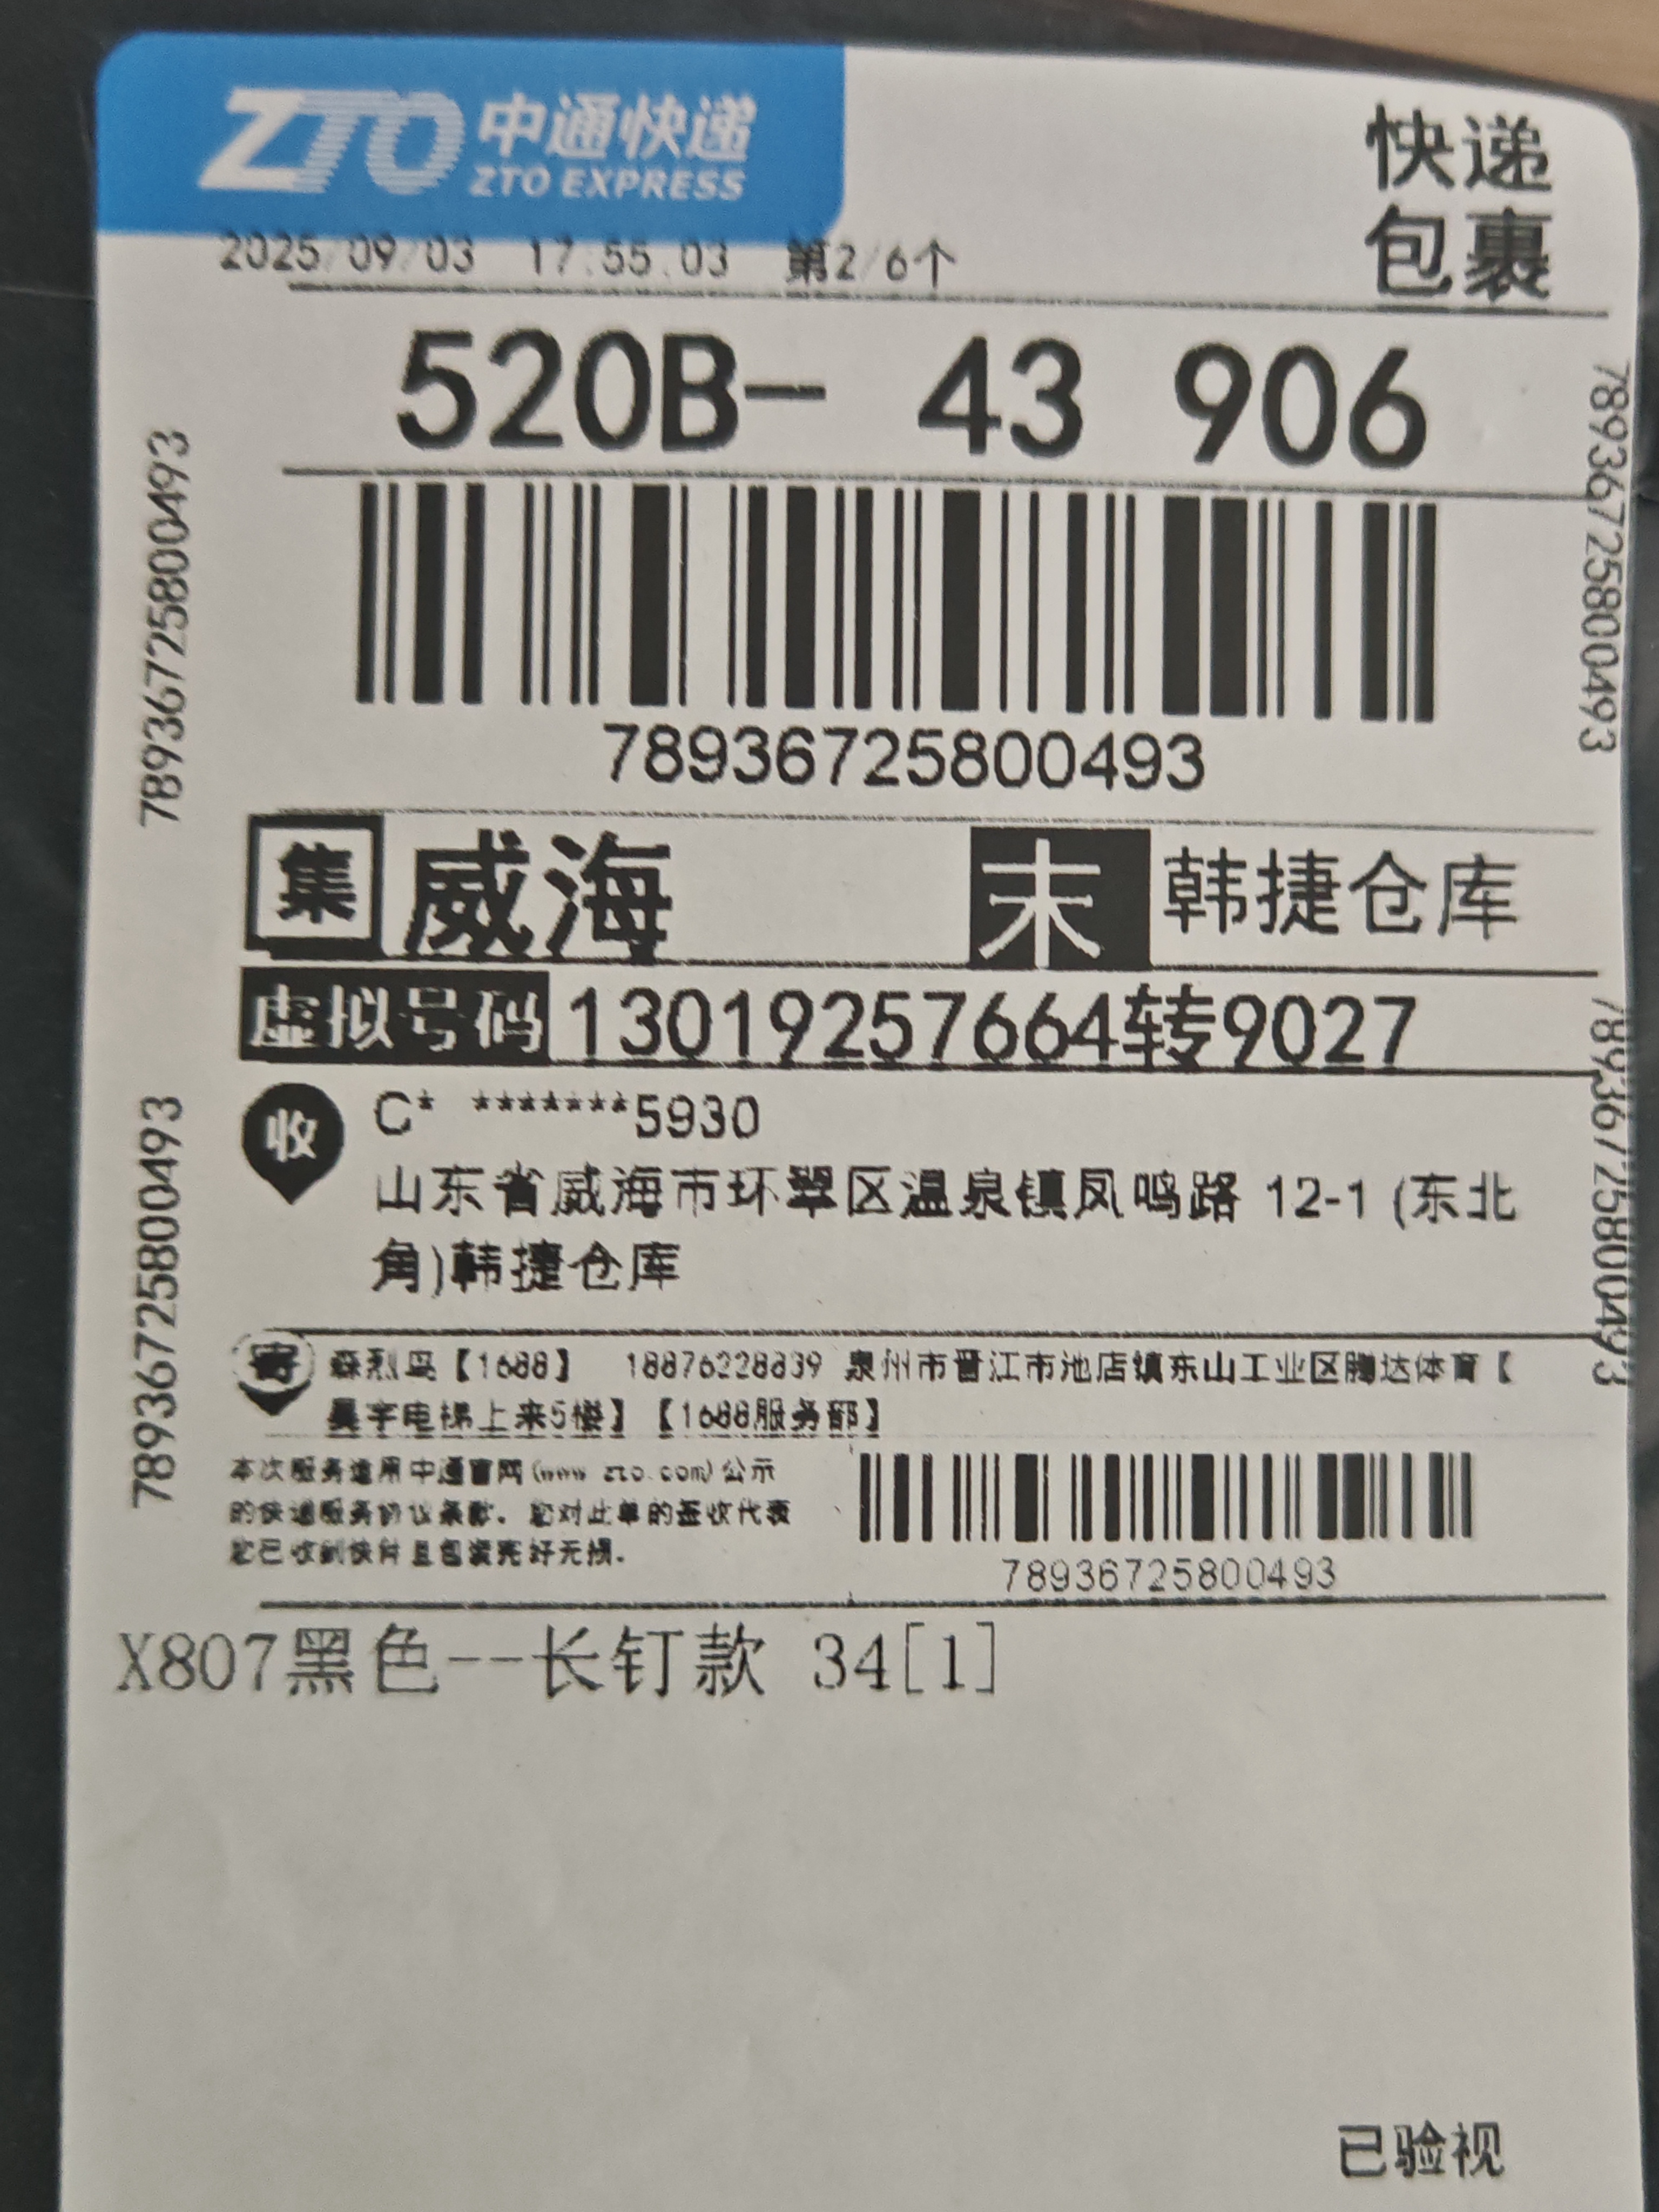 ZTO 中通快递
ZTO EXPRESS
快递
包裹
2025/09/03 17:55:03 第2/6个
520B- 43 906
78936725800493
78936725800493
78936725800493
集 威海 末 韩捷仓库
虚拟号码 13019257664转9027
收 C* *******5930
山东省威海市环翠区温泉镇凤鸣路 12-1 (东北
角)韩捷仓库
78936725800493
78936725800493
寄 森烈鸟【1688】 18876228839 泉州市晋江市池店镇东山工业区腾达体育【
昊宇电梯上来5楼】【1688服务部】
本次服务适用中通官网(www.zto.com)公示
的快递服务协议条款。您对此单的签收代表
您已收到快件且包装完好无损。
78936725800493
X807黑色--长钉款 34[1]
已验视